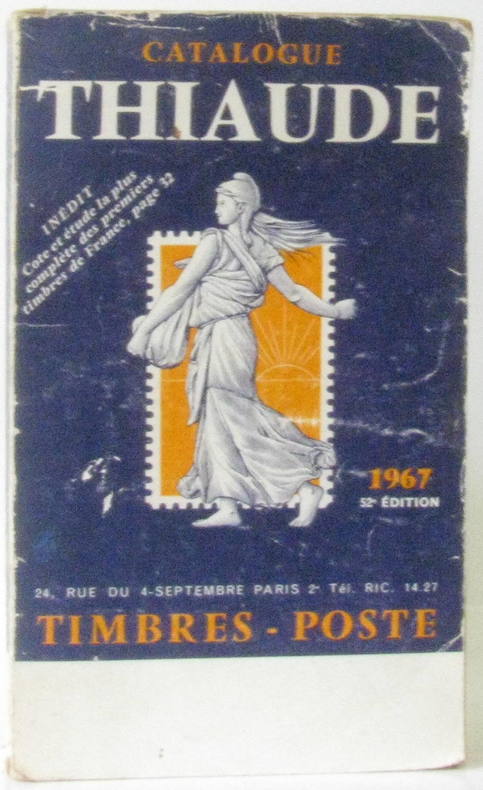 CATALOGUE
THIAUDE
INÉDIT
Cote et étude la plus
complète des premiers
timbres de France, page 32
1967
52e ÉDITION
24, RUE DU 4-SEPTEMBRE PARIS 2e Tél. RIC. 14.27
TIMBRES - POSTE